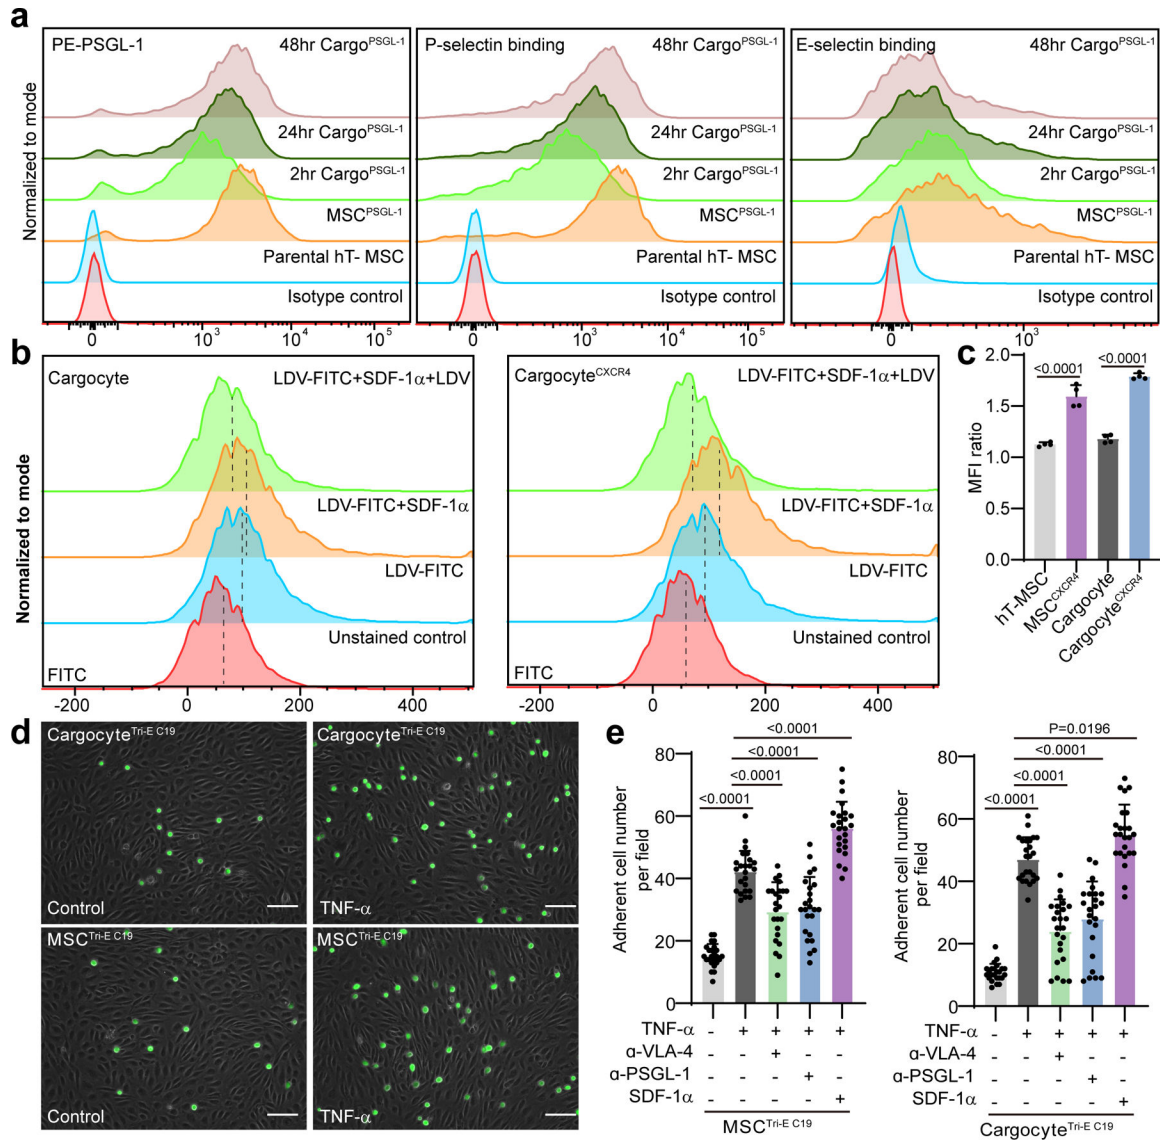 a
PE-PSGL-1
48hr Cargo^PSGL-1
24hr Cargo^PSGL-1
2hr Cargo^PSGL-1
MSC^PSGL-1
Parental hT- MSC
Isotype control
0 10^3 10^4 10^5
P-selectin binding
48hr Cargo^PSGL-1
24hr Cargo^PSGL-1
2hr Cargo^PSGL-1
MSC^PSGL-1
Parental hT- MSC
Isotype control
0 10^3 10^4 10^5
E-selectin binding
48hr Cargo^PSGL-1
24hr Cargo^PSGL-1
2hr Cargo^PSGL-1
MSC^PSGL-1
Parental hT- MSC
Isotype control
0 10^3
Normalized to mode
b
Normalized to mode
Cargocyte
LDV-FITC+SDF-1α+LDV
LDV-FITC+SDF-1α
LDV-FITC
Unstained control
FITC
-200 0 200 400
Cargocyte^CXCR4
LDV-FITC+SDF-1α+LDV
LDV-FITC+SDF-1α
LDV-FITC
Unstained control
FITC
-200 0 200 400
c
MFI ratio
2.0
1.5
1.0
0.5
0.0
<0.0001
<0.0001
hT-MSC
MSC^CXCR4
Cargocyte
Cargocyte^CXCR4
d
Cargocyte^Tri-E C19
Control
Cargocyte^Tri-E C19
TNF-α
MSC^Tri-E C19
Control
MSC^Tri-E C19
TNF-α
e
Adherent cell number
per field
80
60
40
20
0
<0.0001
<0.0001
<0.0001
<0.0001
TNF-α - + + + +
α-VLA-4 - - + - -
α-PSGL-1 - - - + -
SDF-1α - - - - +
MSC^Tri-E C19
Adherent cell number
per field
80
60
40
20
0
P=0.0196
<0.0001
<0.0001
<0.0001
TNF-α - + + + +
α-VLA-4 - - + - -
α-PSGL-1 - - - + -
SDF-1α - - - - +
Cargocyte^Tri-E C19